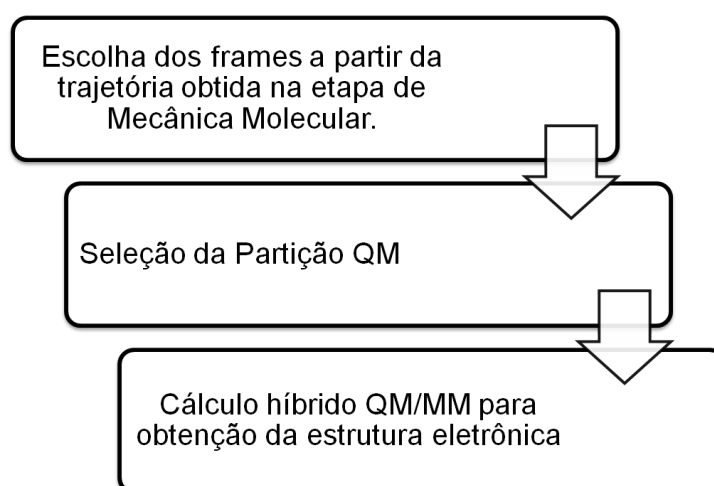 Escolha dos frames a partir da
trajetória obtida na etapa de
Mecânica Molecular.
Seleção da Partição QM
Cálculo híbrido QM/MM para
obtenção da estrutura eletrônica